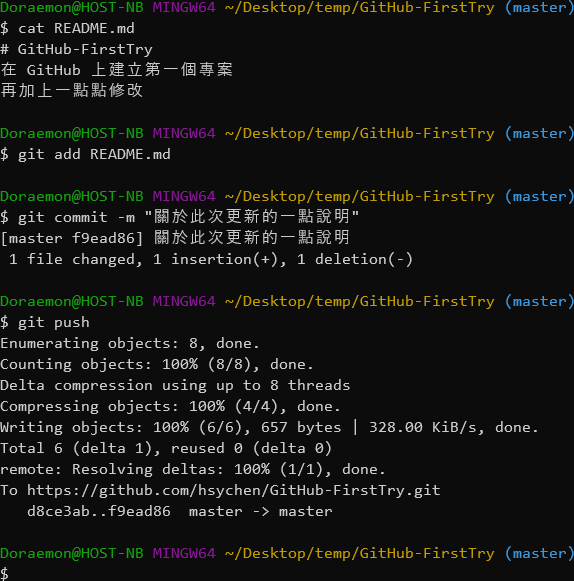 Doraemon@HOST-NB MINGW64 ~/Desktop/temp/GitHub-FirstTry (master)
$ cat README.md
# GitHub-FirstTry
在 GitHub 上建立第一個專案
再加上一點點修改
Doraemon@HOST-NB MINGW64 ~/Desktop/temp/GitHub-FirstTry (master)
$ git add README.md
Doraemon@HOST-NB MINGW64 ~/Desktop/temp/GitHub-FirstTry (master)
$ git commit -m "關於此次更新的一點說明"
[master f9ead86] 關於此次更新的一點說明
 1 file changed, 1 insertion(+), 1 deletion(-)
Doraemon@HOST-NB MINGW64 ~/Desktop/temp/GitHub-FirstTry (master)
$ git push
Enumerating objects: 8, done.
Counting objects: 100% (8/8), done.
Delta compression using up to 8 threads
Compressing objects: 100% (4/4), done.
Writing objects: 100% (6/6), 657 bytes | 328.00 KiB/s, done.
Total 6 (delta 1), reused 0 (delta 0)
remote: Resolving deltas: 100% (1/1), done.
To https://github.com/hsychen/GitHub-FirstTry.git
   d8ce3ab..f9ead86  master -> master
Doraemon@HOST-NB MINGW64 ~/Desktop/temp/GitHub-FirstTry (master)
$